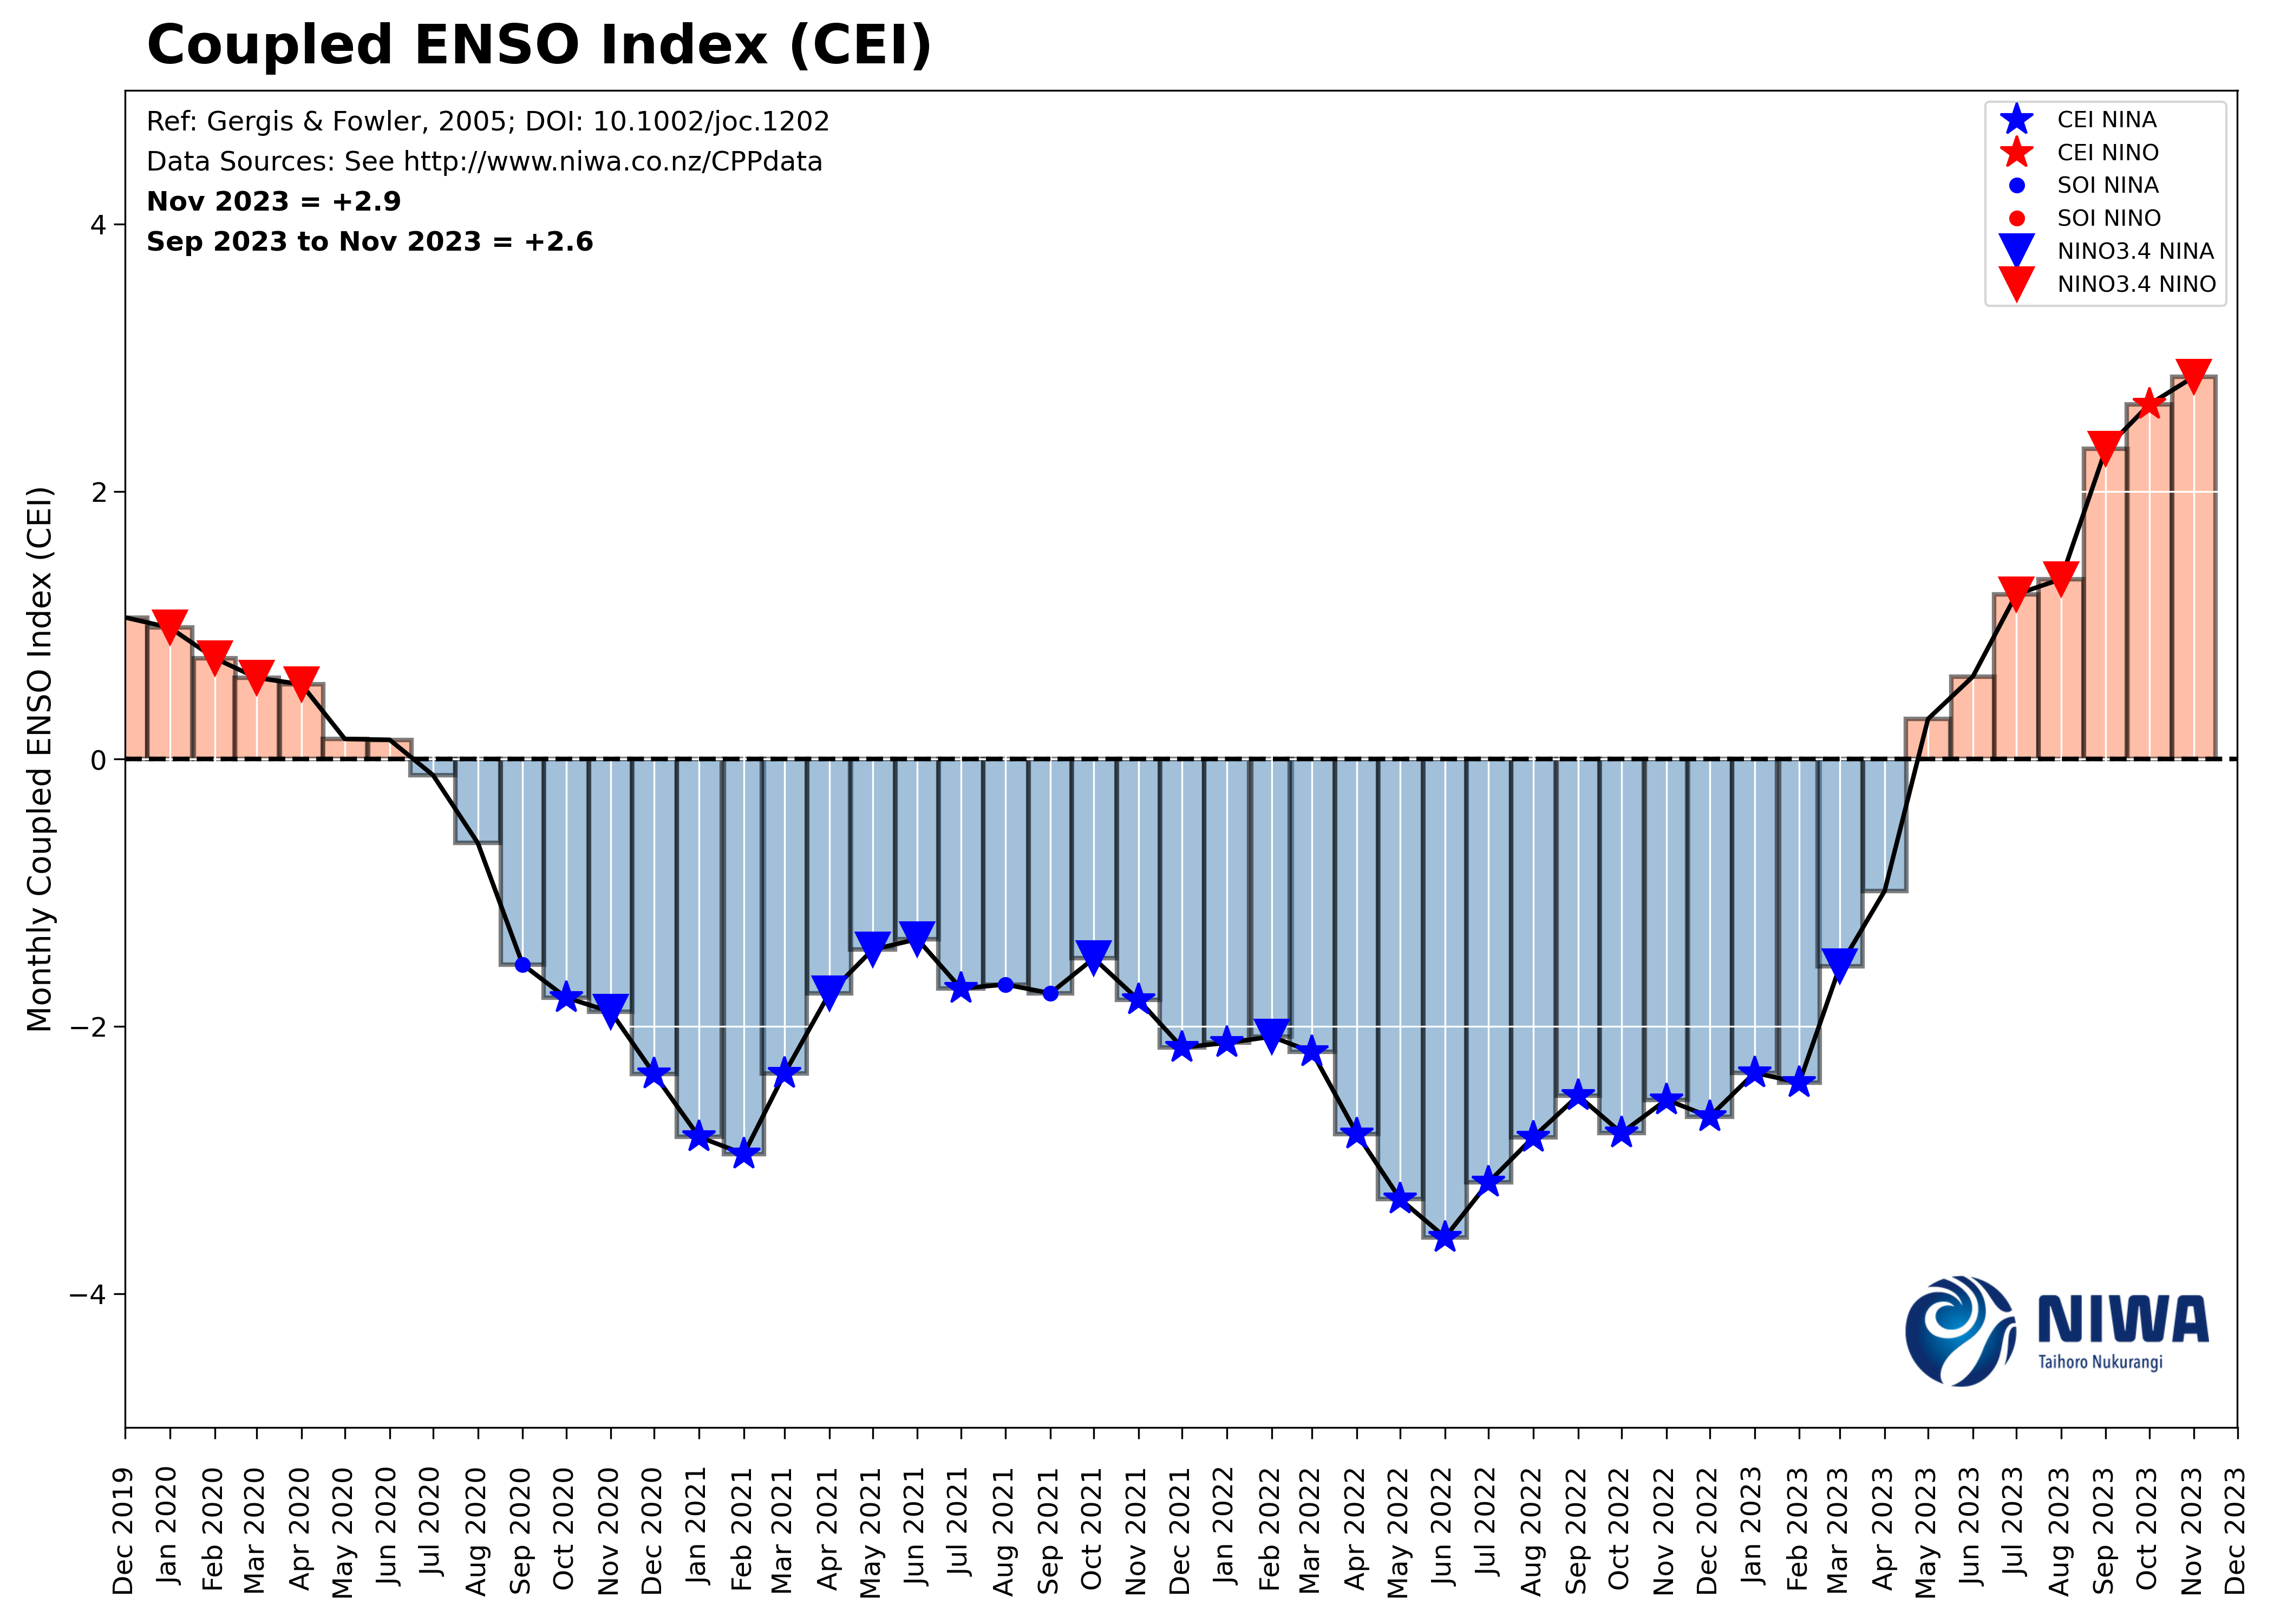 Coupled ENSO Index (CEI)
Ref: Gergis & Fowler, 2005; DOI: 10.1002/joc.1202
Data Sources: See http://www.niwa.co.nz/CPPdata
Nov 2023 = +2.9
Sep 2023 to Nov 2023 = +2.6
CEI NINA
CEI NINO
SOI NINA
SOI NINO
NINO3.4 NINA
NINO3.4 NINO
Monthly Coupled ENSO Index (CEI)
4
2
0
−2
−4
NIWA
Taihoro Nukurangi
Dec 2019
Jan 2020
Feb 2020
Mar 2020
Apr 2020
May 2020
Jun 2020
Jul 2020
Aug 2020
Sep 2020
Oct 2020
Nov 2020
Dec 2020
Jan 2021
Feb 2021
Mar 2021
Apr 2021
May 2021
Jun 2021
Jul 2021
Aug 2021
Sep 2021
Oct 2021
Nov 2021
Dec 2021
Jan 2022
Feb 2022
Mar 2022
Apr 2022
May 2022
Jun 2022
Jul 2022
Aug 2022
Sep 2022
Oct 2022
Nov 2022
Dec 2022
Jan 2023
Feb 2023
Mar 2023
Apr 2023
May 2023
Jun 2023
Jul 2023
Aug 2023
Sep 2023
Oct 2023
Nov 2023
Dec 2023